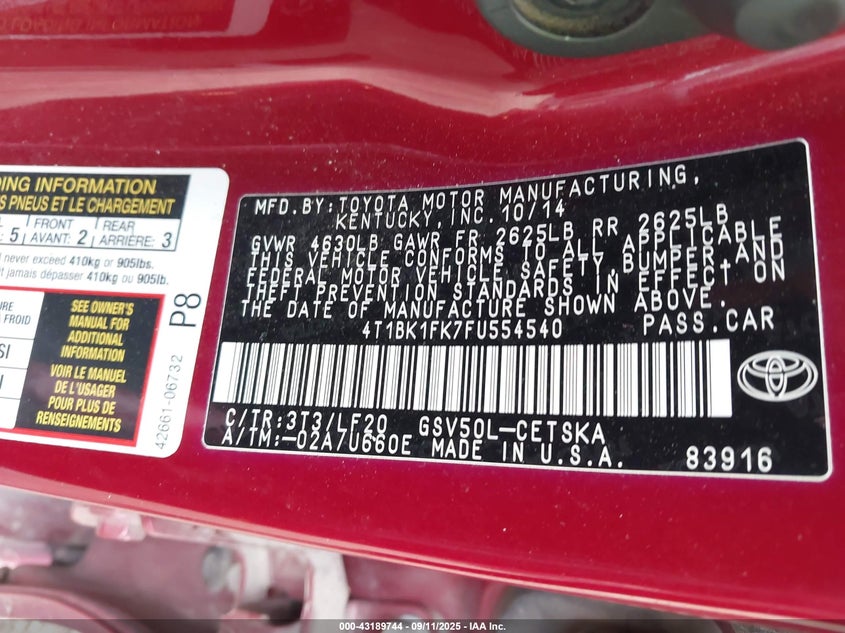 DING INFORMATION
S PNEUS ET LE CHARGEMENT
5 FRONT AVANT: 2 REAR ARRIÈRE: 3
never exceed 410kg or 905lbs.
t jamais dépasser 410kg ou 905lb.
FROID
SEE OWNER'S
MANUAL FOR
ADDITIONAL
INFORMATION
VOIR LE MANUEL
DE L'USAGER
POUR PLUS DE
RENSEIGNEMENTS
P8
42661-06732
MFD.BY:TOYOTA MOTOR MANUFACTURING,
KENTUCKY,INC.10/14
GVWR 4630LB GAWR FR 2625LB RR 2625LB
THIS VEHICLE CONFORMS TO ALL APPLICABLE
FEDERAL MOTOR VEHICLE SAFETY,BUMPER,AND
THEFT PREVENTION STANDARDS IN EFFECT ON
THE DATE OF MANUFACTURE SHOWN ABOVE.
4T1BK1FK7FU554540 PASS.CAR
C/TR:3T3/LF20 GSV50L-CETSKA
A/TM:-02A/U660E MADE IN U.S.A. 83916
000-43189744 - 09/11/2025 - IAA Inc.